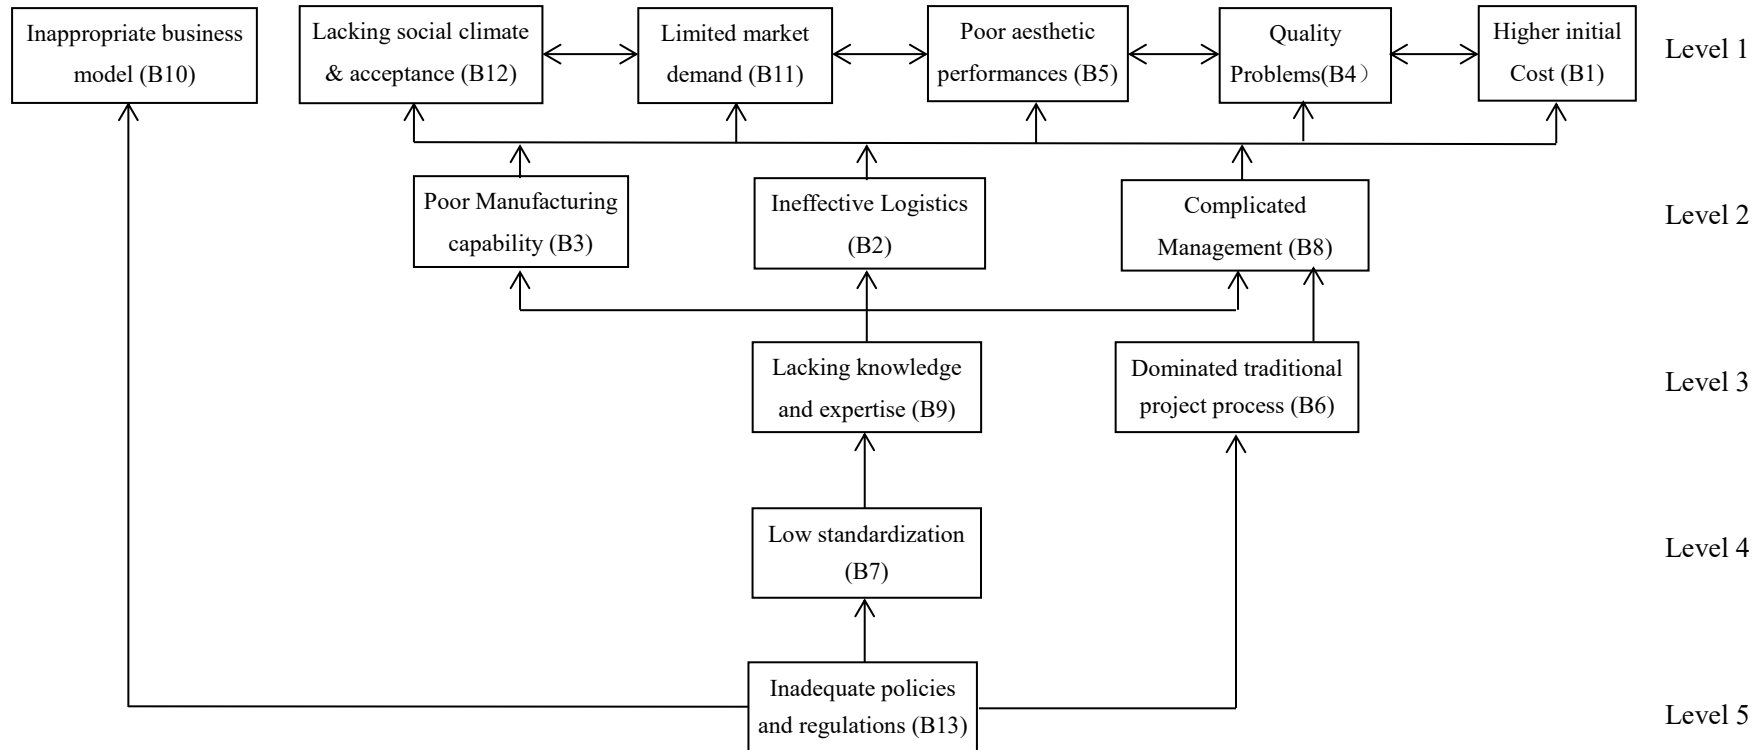 Inappropriate business
model (B10)
Lacking social climate
& acceptance (B12)
Limited market
demand (B11)
Poor aesthetic
performances (B5)
Quality
Problems(B4）
Higher initial
Cost (B1)
Level 1
Poor Manufacturing
capability (B3)
Ineffective Logistics
(B2)
Complicated
Management (B8)
Level 2
Lacking knowledge
and expertise (B9)
Dominated traditional
project process (B6)
Level 3
Low standardization
(B7)
Level 4
Inadequate policies
and regulations (B13)
Level 5